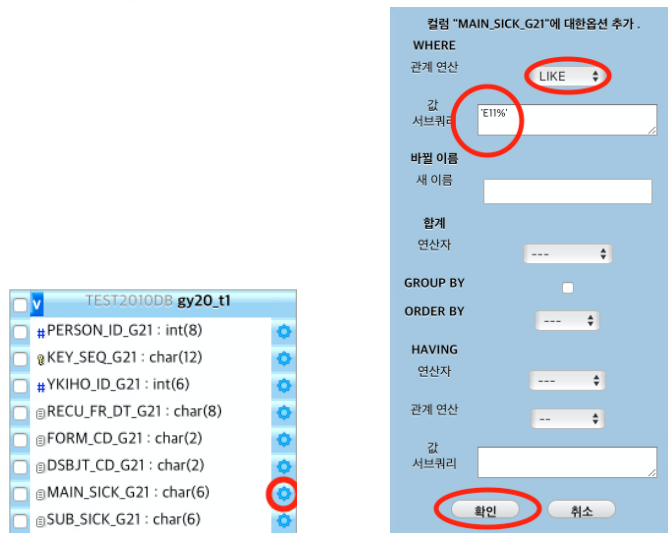 TEST2010DB gy20_t1
#PERSON_ID_G21 : int(8)
KEY_SEQ_G21 : char(12)
#YKIHO_ID_G21 : int(6)
RECU_FR_DT_G21 : char(8)
FORM_CD_G21 : char(2)
DSBJT_CD_G21 : char(2)
MAIN_SICK_G21 : char(6)
SUB_SICK_G21 : char(6)
컬럼 "MAIN_SICK_G21"에 대한옵션 추가 .
WHERE
관계 연산
LIKE
값
서브쿼리
'E11%'
바뀔 이름
새 이름
합계
연산자
---
GROUP BY
ORDER BY
---
HAVING
연산자
---
관계 연산
--
값
서브쿼리
확인 취소